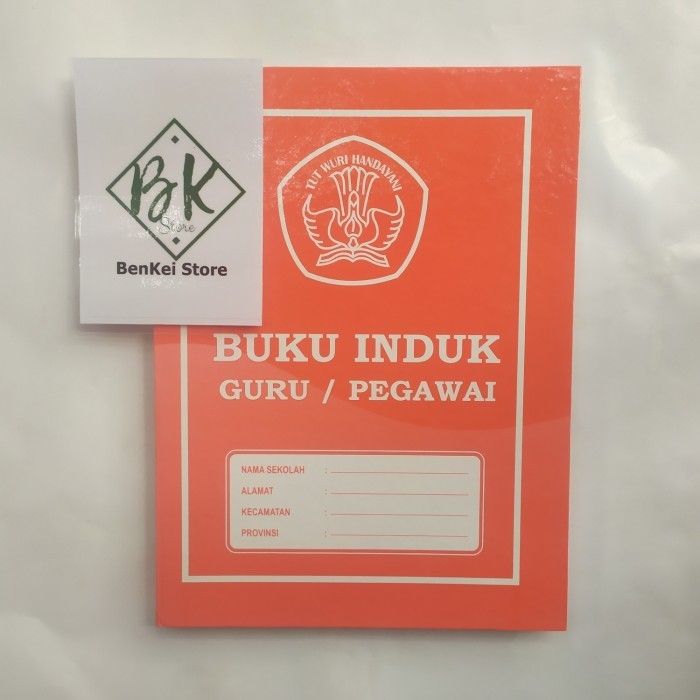 BK
Store
BenKei Store
TUT WURI HANDAYANI
BUKU INDUK
GURU / PEGAWAI
NAMA SEKOLAH :
ALAMAT :
KECAMATAN :
PROVINSI :